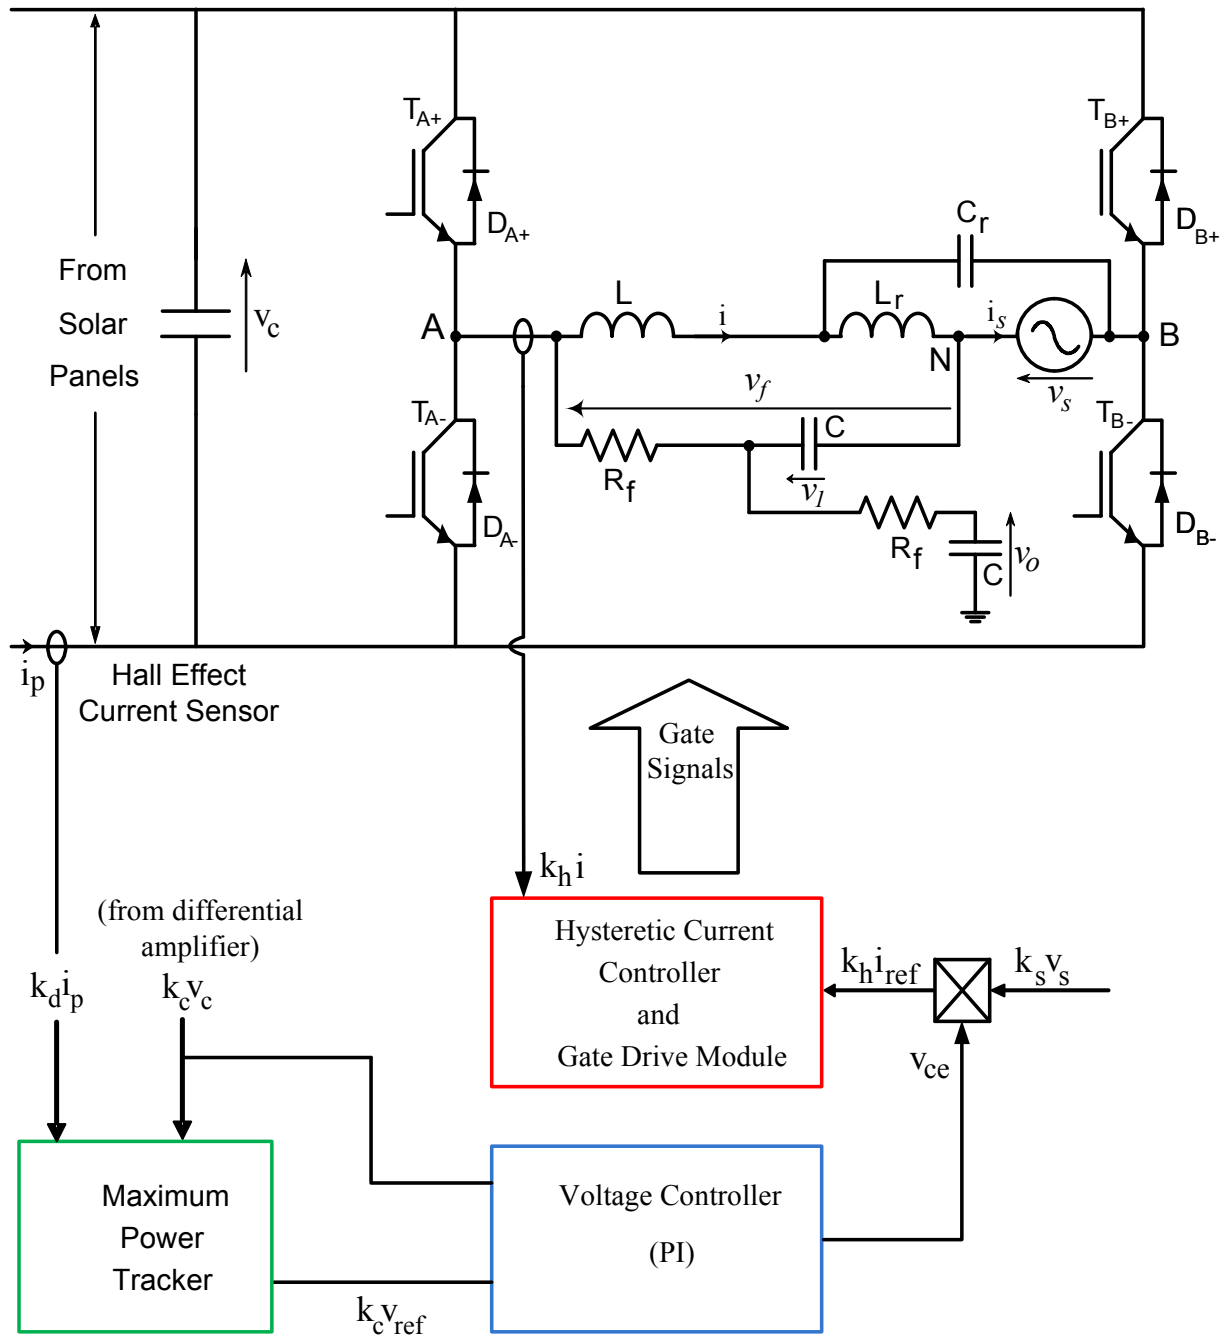 T_A+
T_B+
D_A+
D_B+
C_r
From
Solar
Panels
v_c
L
L_r
i
i_s
A
N
B
v_f
v_s
T_A-
T_B-
C
R_f
v_1
D_A-
D_B-
R_f
C
v_o
i_p
Hall Effect
Current Sensor
Gate
Signals
k_h i
(from differential
amplifier)
k_d i_p
k_c v_c
Hysteretic Current
Controller
and
Gate Drive Module
k_h i_ref
k_s v_s
v_ce
Maximum
Power
Tracker
Voltage Controller
(PI)
k_c v_ref